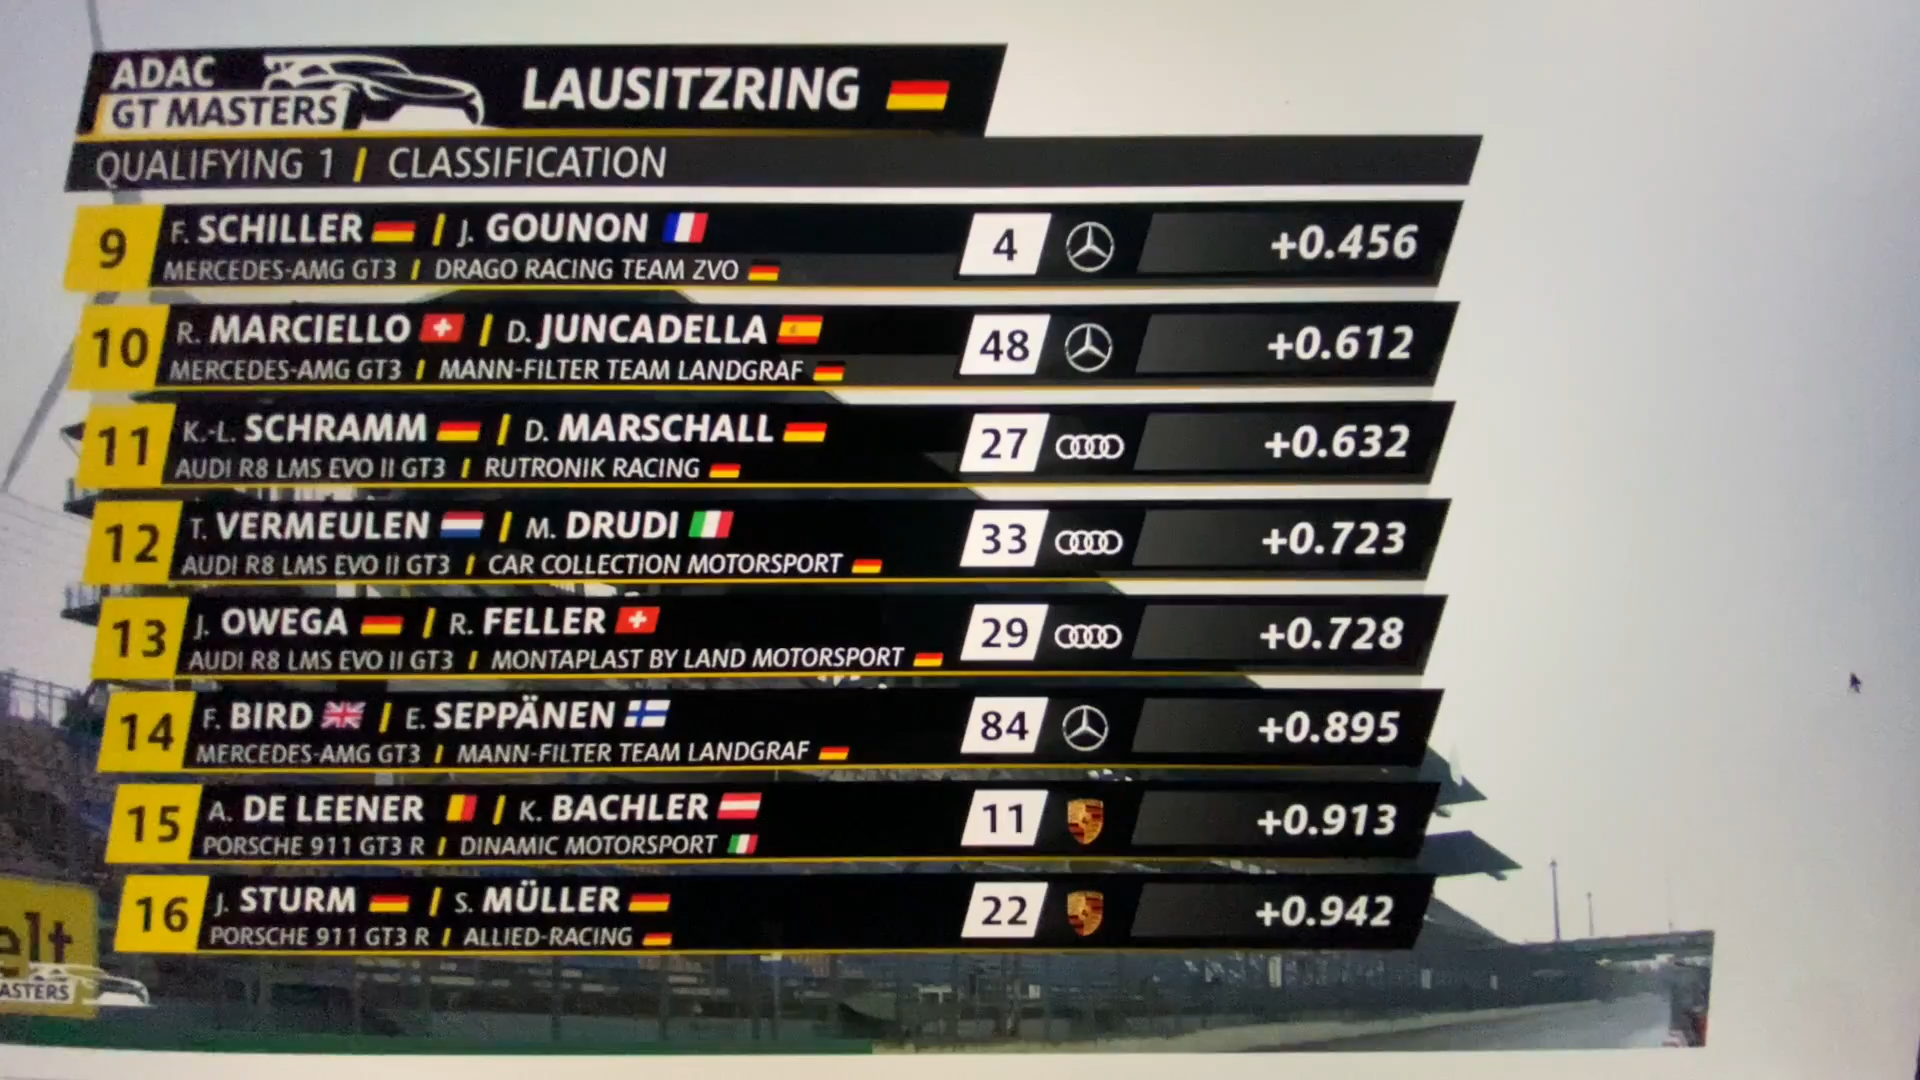 ADAC
GT MASTERS
LAUSITZRING
QUALIFYING 1 / CLASSIFICATION
9 F. SCHILLER / J. GOUNON 4 +0.456
MERCEDES-AMG GT3 / DRAGO RACING TEAM ZVO
10 R. MARCIELLO / D. JUNCADELLA 48 +0.612
MERCEDES-AMG GT3 / MANN-FILTER TEAM LANDGRAF
11 K.-L. SCHRAMM / D. MARSCHALL 27 +0.632
AUDI R8 LMS EVO II GT3 / RUTRONIK RACING
12 T. VERMEULEN / M. DRUDI 33 +0.723
AUDI R8 LMS EVO II GT3 / CAR COLLECTION MOTORSPORT
13 J. OWEGA / R. FELLER 29 +0.728
AUDI R8 LMS EVO II GT3 / MONTAPLAST BY LAND MOTORSPORT
14 F. BIRD / E. SEPPÄNEN 84 +0.895
MERCEDES-AMG GT3 / MANN-FILTER TEAM LANDGRAF
15 A. DE LEENER / K. BACHLER 11 +0.913
PORSCHE 911 GT3 R / DINAMIC MOTORSPORT
16 J. STURM / S. MÜLLER 22 +0.942
PORSCHE 911 GT3 R / ALLIED-RACING
elt
ASTERS